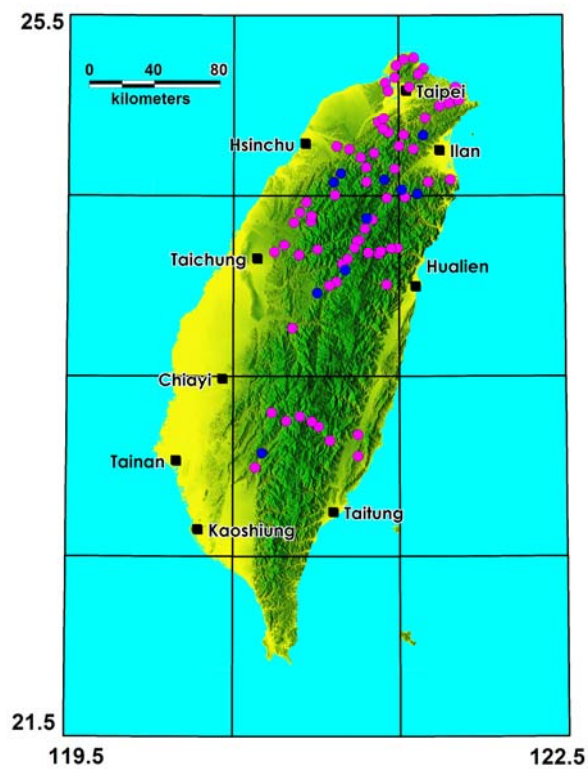 25.5
0 40 80
kilometers
Taipei
Hsinchu
Ilan
Taichung
Hualien
Chiayi
Tainan
Taitung
Kaoshiung
21.5
119.5 122.5